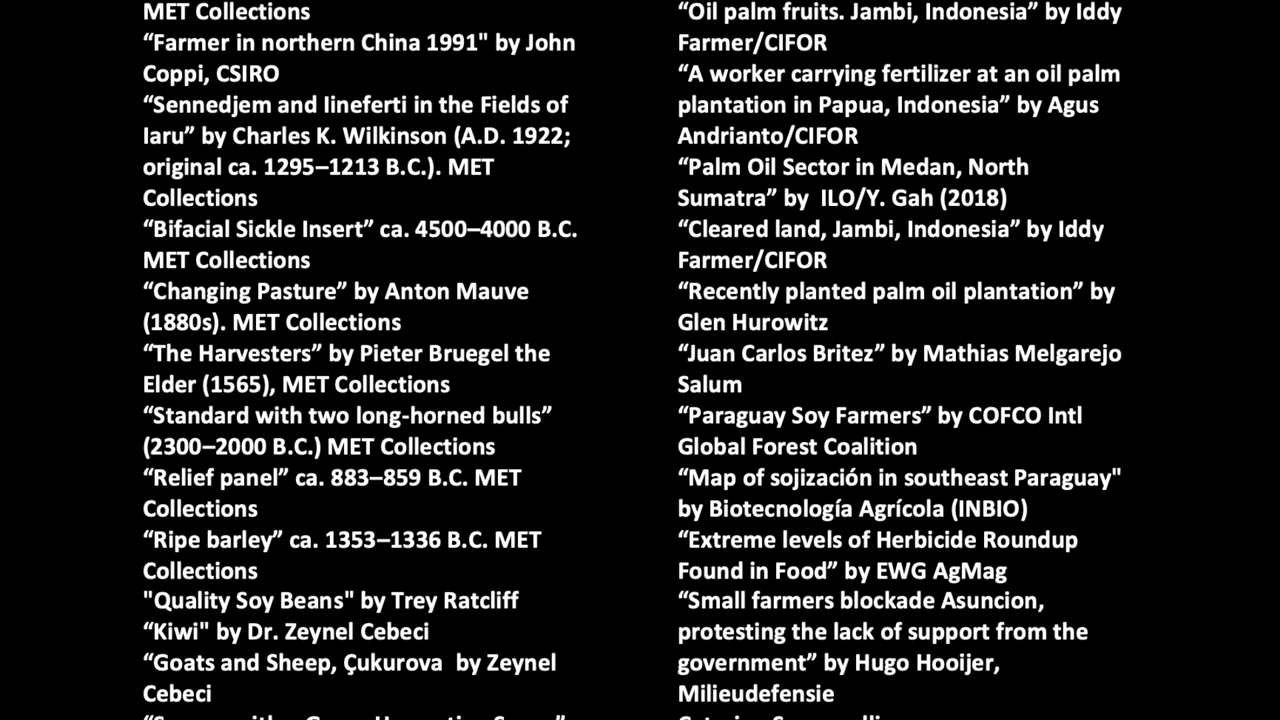 MET Collections
“Farmer in northern China 1991" by John
Coppi, CSIRO
“Sennedjem and Iineferti in the Fields of
Iaru” by Charles K. Wilkinson (A.D. 1922;
original ca. 1295–1213 B.C.). MET
Collections
“Bifacial Sickle Insert” ca. 4500–4000 B.C.
MET Collections
“Changing Pasture” by Anton Mauve
(1880s). MET Collections
“The Harvesters” by Pieter Bruegel the
Elder (1565), MET Collections
“Standard with two long-horned bulls”
(2300–2000 B.C.) MET Collections
“Relief panel” ca. 883–859 B.C. MET
Collections
“Ripe barley” ca. 1353–1336 B.C. MET
Collections
"Quality Soy Beans" by Trey Ratcliff
“Kiwi" by Dr. Zeynel Cebeci
“Goats and Sheep, Çukurova  by Zeynel
Cebeci
“Oil palm fruits. Jambi, Indonesia” by Iddy
Farmer/CIFOR
“A worker carrying fertilizer at an oil palm
plantation in Papua, Indonesia” by Agus
Andrianto/CIFOR
“Palm Oil Sector in Medan, North
Sumatra” by  ILO/Y. Gah (2018)
“Cleared land, Jambi, Indonesia” by Iddy
Farmer/CIFOR
“Recently planted palm oil plantation” by
Glen Hurowitz
“Juan Carlos Britez” by Mathias Melgarejo
Salum
“Paraguay Soy Farmers” by COFCO Intl
Global Forest Coalition
“Map of sojización in southeast Paraguay"
by Biotecnología Agrícola (INBIO)
“Extreme levels of Herbicide Roundup
Found in Food” by EWG AgMag
“Small farmers blockade Asuncion,
protesting the lack of support from the
government” by Hugo Hooijer,
Milieudefensie